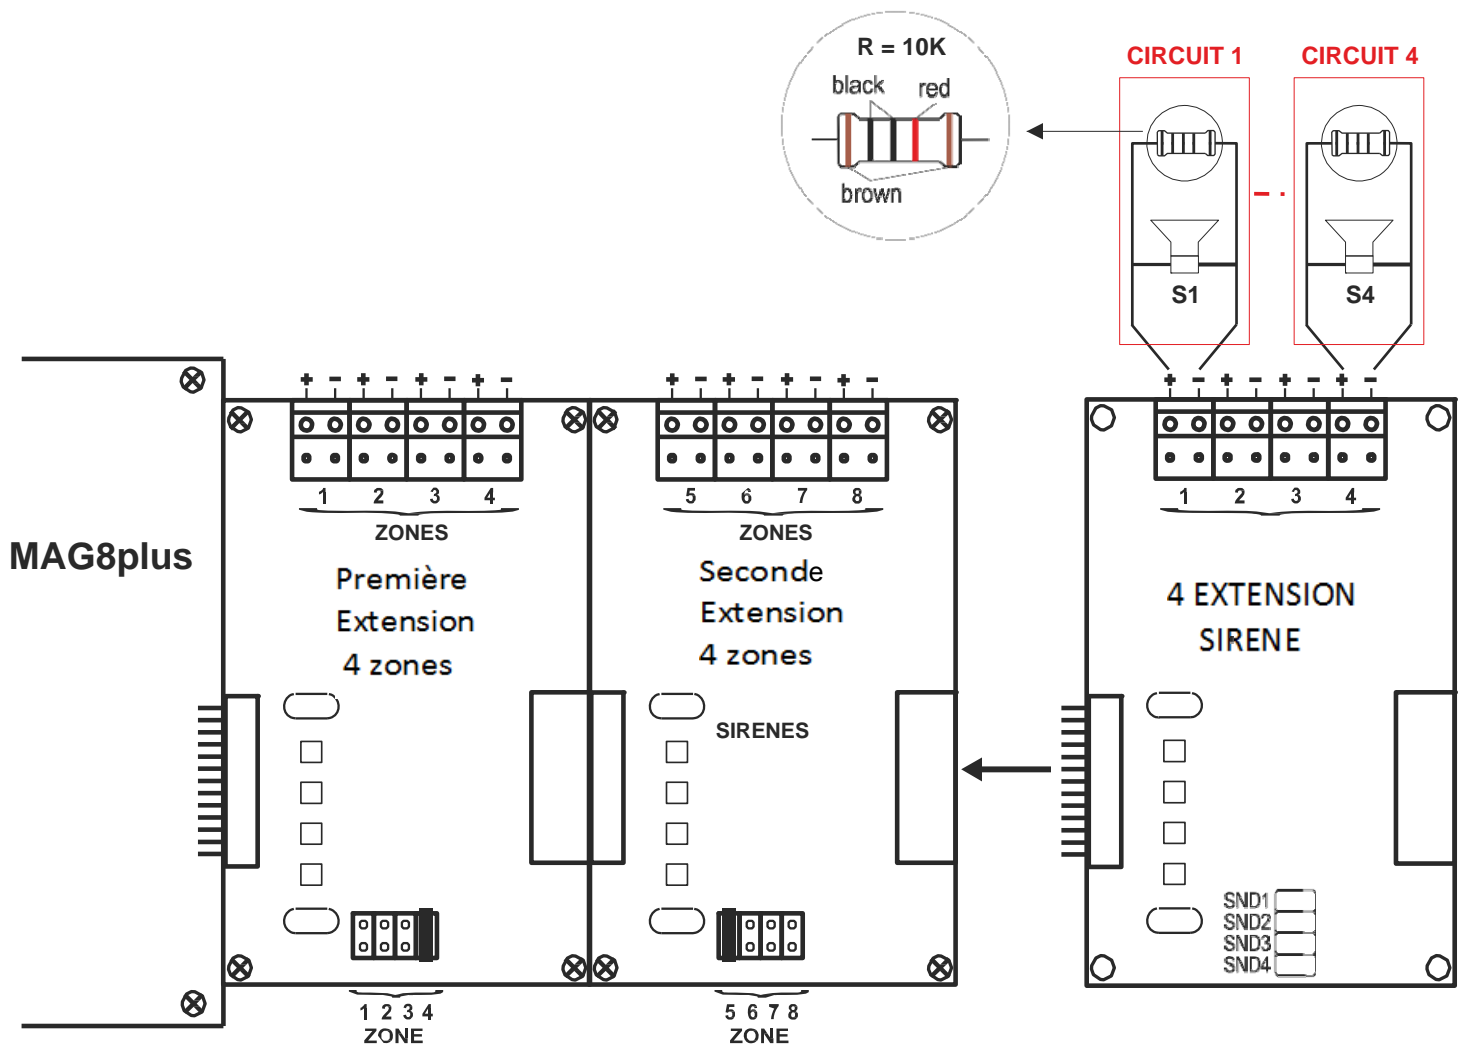 R = 10K
black
red
brown
CIRCUIT 1
CIRCUIT 4
S1
S4
+ - + - + - + -
+ - + - + - + -
+ - + - + - + -
1 2 3 4
ZONES
5 6 7 8
ZONES
1 2 3 4
MAG8plus
Première
Extension
4 zones
Seconde
Extension
4 zones
SIRENES
4 EXTENSION
SIRENE
SND1
SND2
SND3
SND4
1 2 3 4
ZONE
5 6 7 8
ZONE